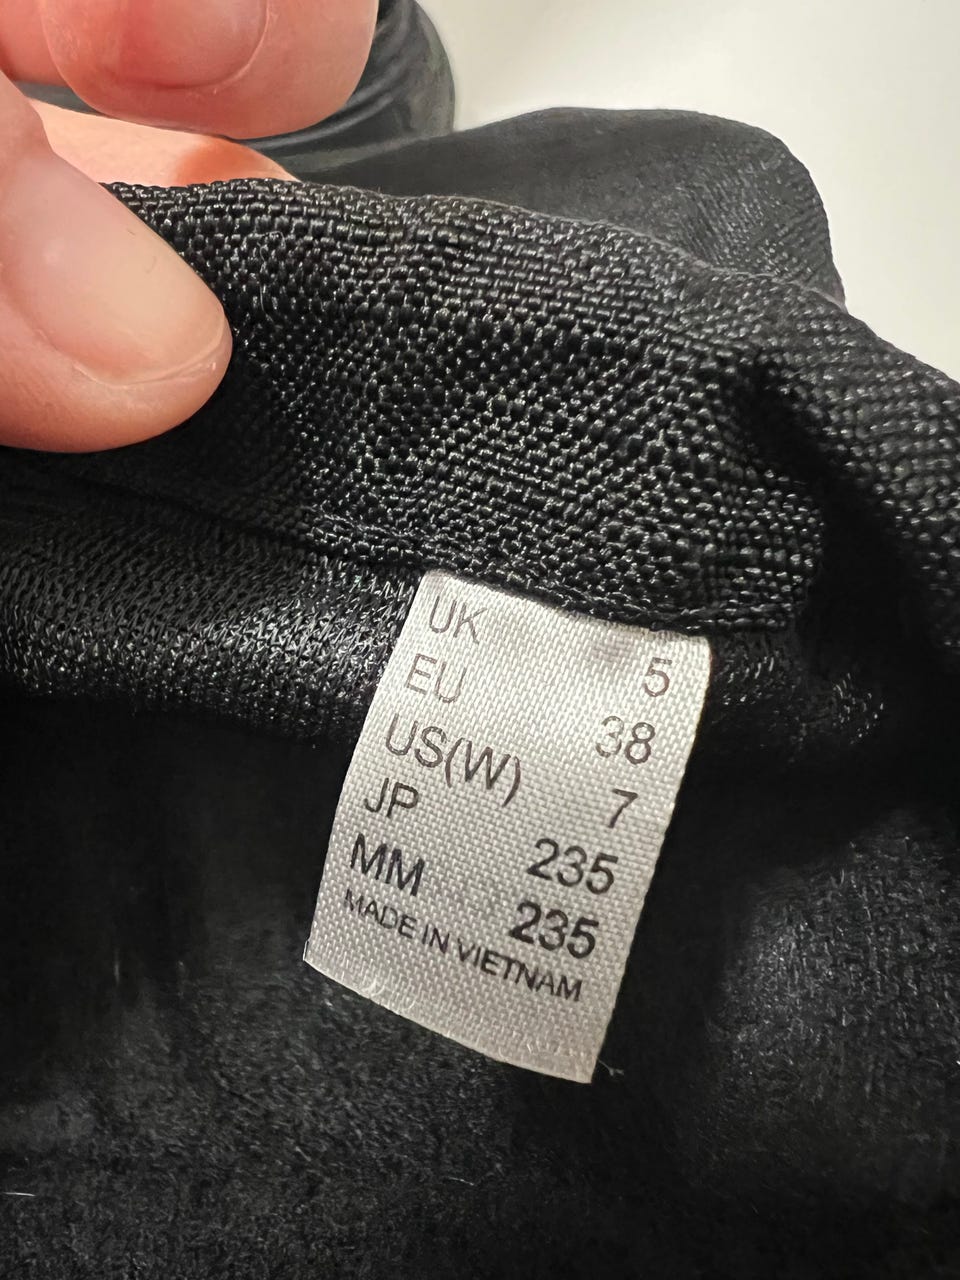 UK 5
EU 38
US(W) 7
JP 235
MM 235
MADE IN VIETNAM